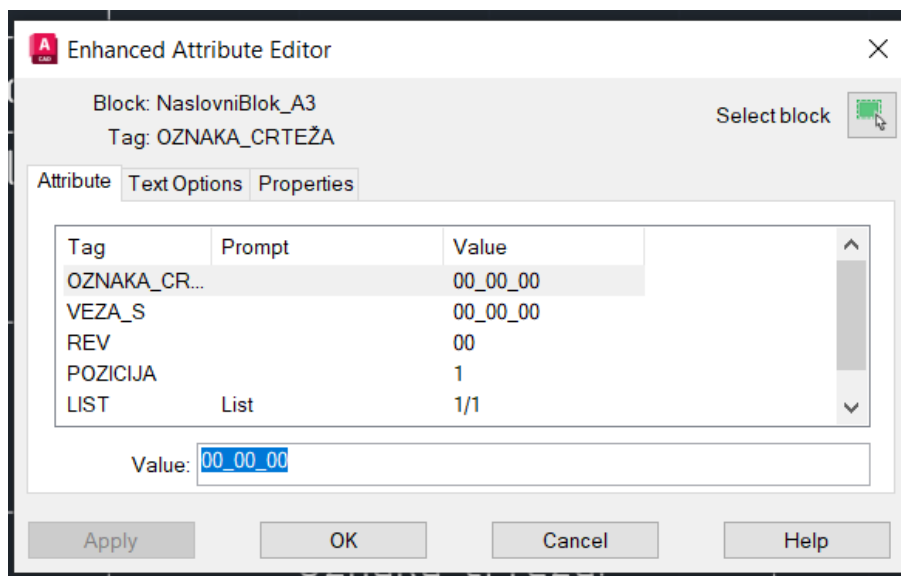 Enhanced Attribute Editor
Block: NaslovniBlok_A3
Select block
Tag: OZNAKA_CRTEŽA
Attribute Text Options Properties
Tag Prompt Value
OZNAKA_CR... 00_00_00
VEZA_S 00_00_00
REV 00
POZICIJA 1
LIST List 1/1
Value: 00_00_00
Apply OK Cancel Help